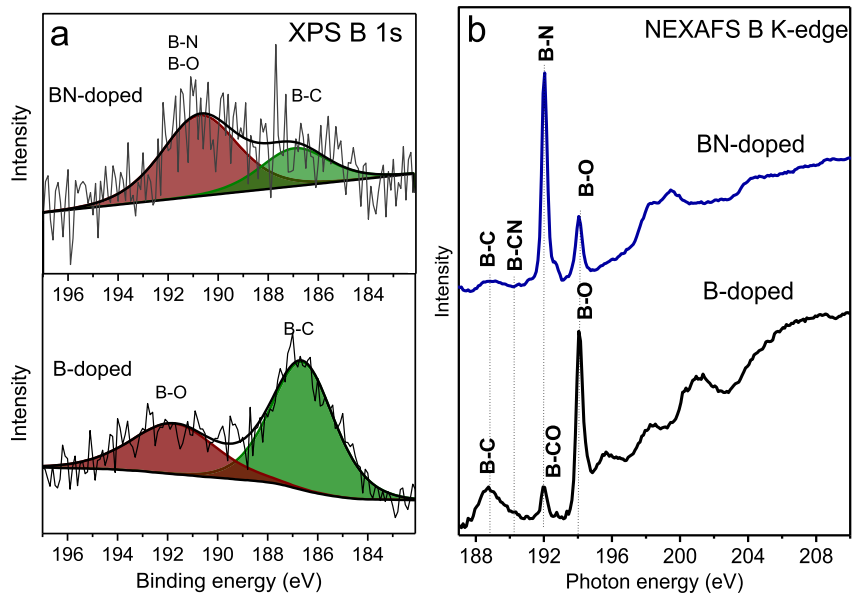 a
XPS B 1s
B-N
B-O
BN-doped
B-C
Intensity
196 194 192 190 188 186 184
B-C
B-doped
B-O
Intensity
196 194 192 190 188 186 184
Binding energy (eV)
b
NEXAFS B K-edge
B-N
BN-doped
B-O
B-C
B-CN
Intensity
B-O
B-doped
B-C
B-CO
188 192 196 200 204 208
Photon energy (eV)